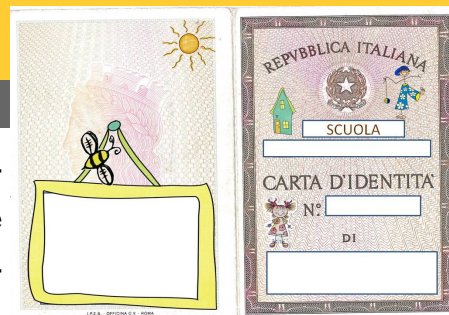 I.P.Z.S. - OFFICINA C.V. - ROMA
REPVBBLICA ITALIANA
SCUOLA
CARTA D'IDENTITA'
N.º
DI